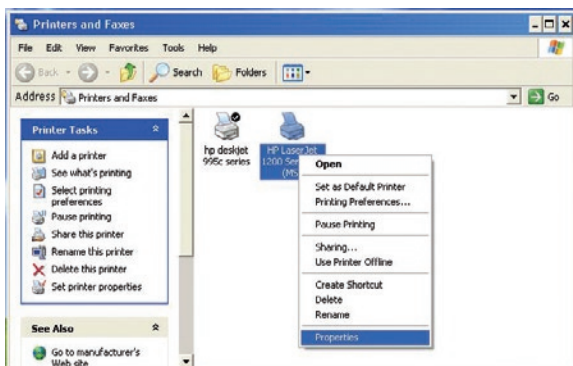 Printers and Faxes
File Edit View Favorites Tools Help
Back Search Folders
Address Printers and Faxes Go
Printer Tasks
Add a printer
See what's printing
Select printing
preferences
Pause printing
Share this printer
Rename this printer
Delete this printer
Set printer properties
See Also
Go to manufacturer's
Web site
hp deskjet
995c series
HP LaserJet
1200 Ser
(MS
Open
Set as Default Printer
Printing Preferences...
Pause Printing
Sharing...
Use Printer Offline
Create Shortcut
Delete
Rename
Properties